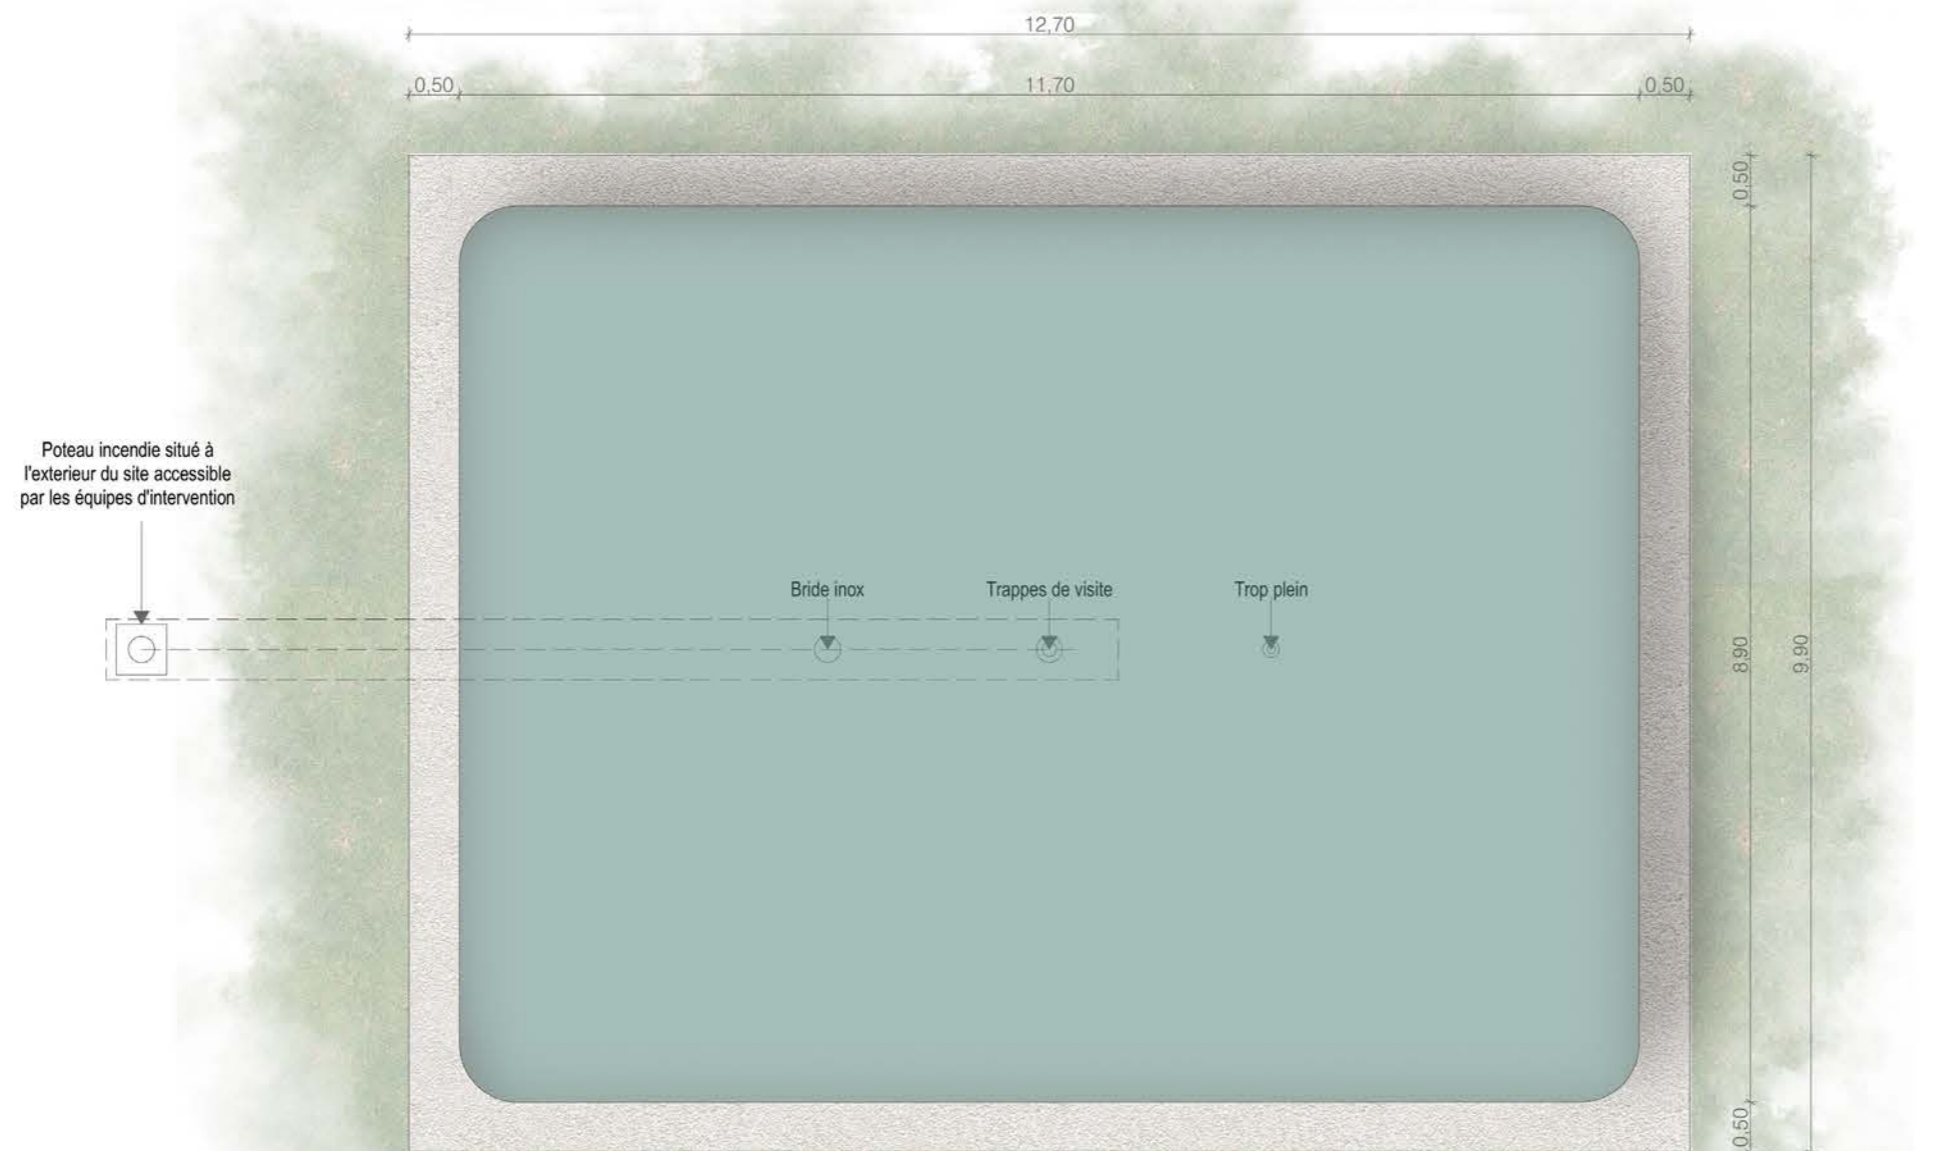 12,70
0,50
11,70
0,50
0,50
Poteau incendie situé à
l'exterieur du site accessible
par les équipes d'intervention
Bride inox
Trappes de visite
Trop plein
8,90
9,90
0,50